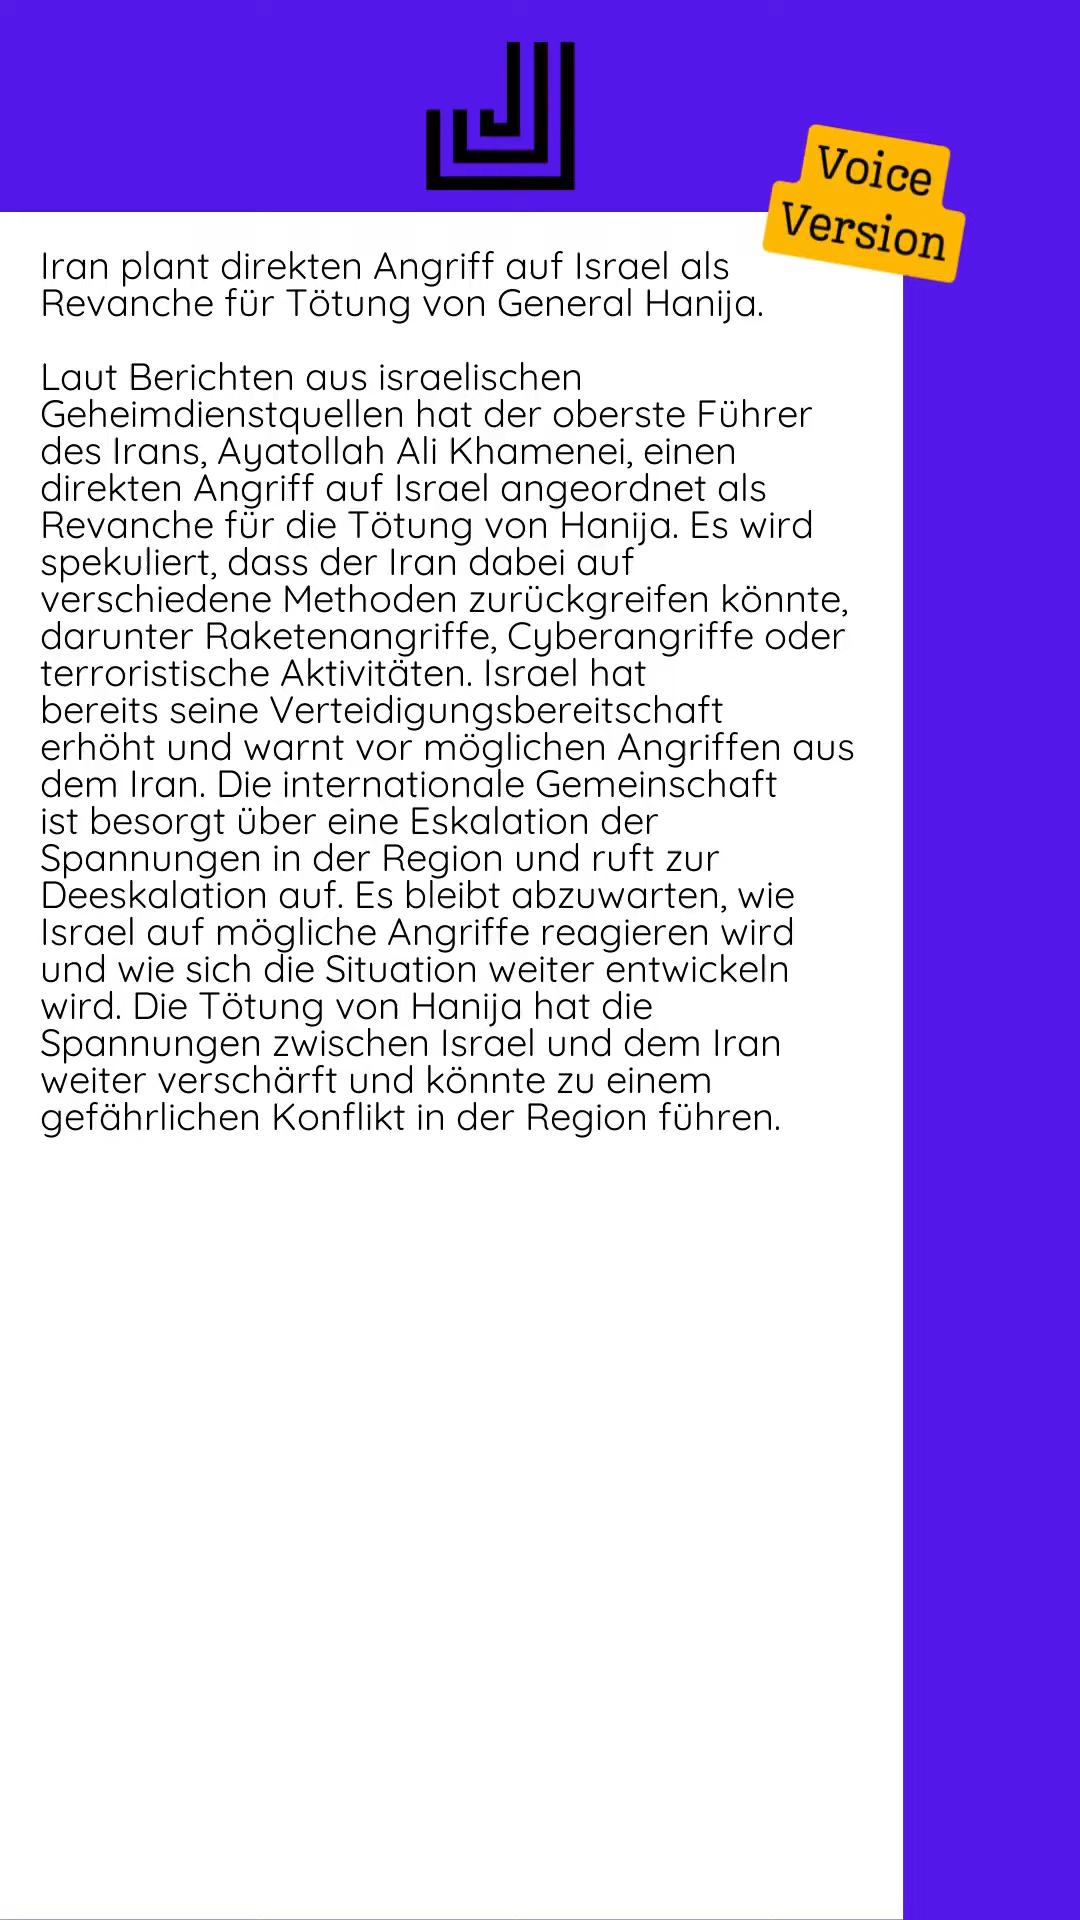 Voice
Version
Iran plant direkten Angriff auf Israel als
Revanche für Tötung von General Hanija.
Laut Berichten aus israelischen
Geheimdienstquellen hat der oberste Führer
des Irans, Ayatollah Ali Khamenei, einen
direkten Angriff auf Israel angeordnet als
Revanche für die Tötung von Hanija. Es wird
spekuliert, dass der Iran dabei auf
verschiedene Methoden zurückgreifen könnte,
darunter Raketenangriffe, Cyberangriffe oder
terroristische Aktivitäten. Israel hat
bereits seine Verteidigungsbereitschaft
erhöht und warnt vor möglichen Angriffen aus
dem Iran. Die internationale Gemeinschaft
ist besorgt über eine Eskalation der
Spannungen in der Region und ruft zur
Deeskalation auf. Es bleibt abzuwarten, wie
Israel auf mögliche Angriffe reagieren wird
und wie sich die Situation weiter entwickeln
wird. Die Tötung von Hanija hat die
Spannungen zwischen Israel und dem Iran
weiter verschärft und könnte zu einem
gefährlichen Konflikt in der Region führen.